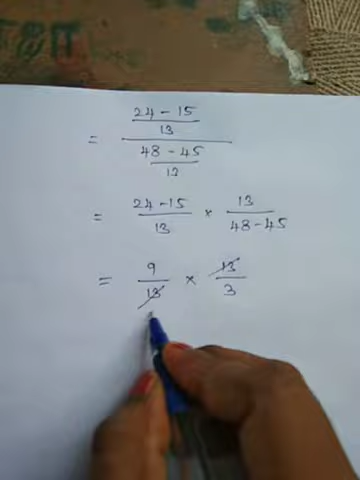 = 24 - 15
13
48 - 45
13
= 24 - 15 / 13 × 13 / 48 - 45
= 9 / 13 × 13 / 3